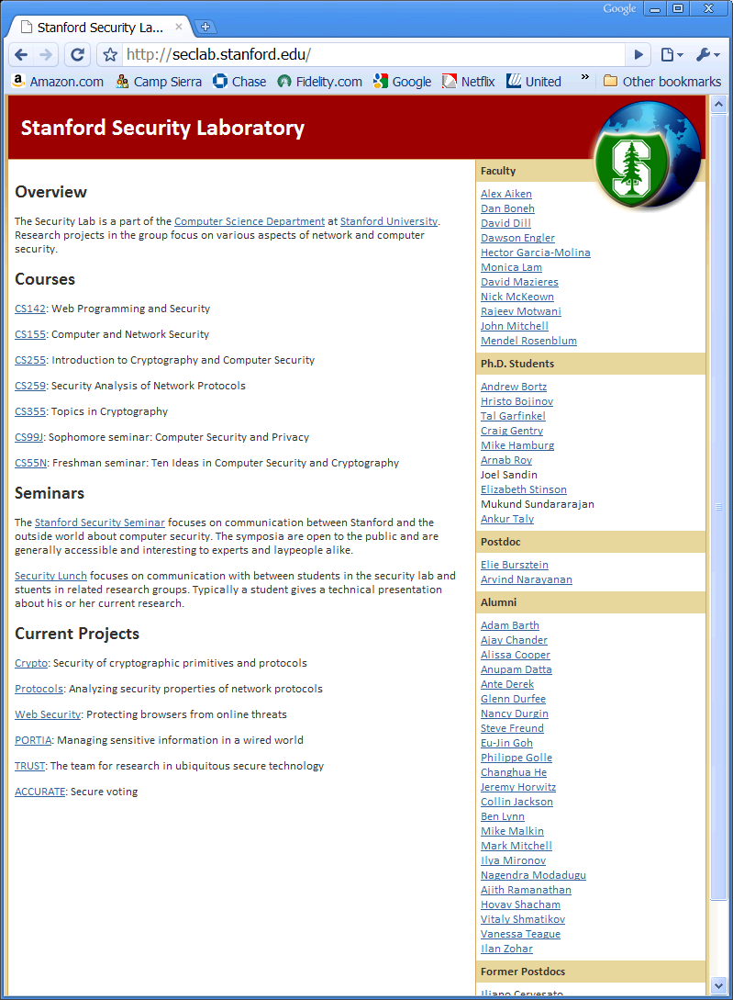 Google
Stanford Security La...
http://seclab.stanford.edu/
Amazon.com Camp Sierra Chase Fidelity.com Google Netflix United » Other bookmarks
Stanford Security Laboratory
S
Overview
The Security Lab is a part of the Computer Science Department at Stanford University.
Research projects in the group focus on various aspects of network and computer
security.
Courses
CS142: Web Programming and Security
CS155: Computer and Network Security
CS255: Introduction to Cryptography and Computer Security
CS259: Security Analysis of Network Protocols
CS355: Topics in Cryptography
CS99J: Sophomore seminar: Computer Security and Privacy
CS55N: Freshman seminar: Ten Ideas in Computer Security and Cryptography
Seminars
The Stanford Security Seminar focuses on communication between Stanford and the
outside world about computer security. The symposia are open to the public and are
generally accessible and interesting to experts and laypeople alike.
Security Lunch focuses on communication with between students in the security lab and
stuents in related research groups. Typically a student gives a technical presentation
about his or her current research.
Current Projects
Crypto: Security of cryptographic primitives and protocols
Protocols: Analyzing security properties of network protocols
Web Security: Protecting browsers from online threats
PORTIA: Managing sensitive information in a wired world
TRUST: The team for research in ubiquitous secure technology
ACCURATE: Secure voting
Faculty
Alex Aiken
Dan Boneh
David Dill
Dawson Engler
Hector Garcia-Molina
Monica Lam
David Mazieres
Nick McKeown
Rajeev Motwani
John Mitchell
Mendel Rosenblum
Ph.D. Students
Andrew Bortz
Hristo Bojinov
Tal Garfinkel
Craig Gentry
Mike Hamburg
Arnab Roy
Joel Sandin
Elizabeth Stinson
Mukund Sundararajan
Ankur Taly
Postdoc
Elie Bursztein
Arvind Narayanan
Alumni
Adam Barth
Ajay Chander
Alissa Cooper
Anupam Datta
Ante Derek
Glenn Durfee
Nancy Durgin
Steve Freund
Eu-Jin Goh
Philippe Golle
Changhua He
Jeremy Horwitz
Collin Jackson
Ben Lynn
Mike Malkin
Mark Mitchell
Ilya Mironov
Nagendra Modadugu
Ajith Ramanathan
Hovav Shacham
Vitaly Shmatikov
Vanessa Teague
Ilan Zohar
Former Postdocs
Iliano Cervesato